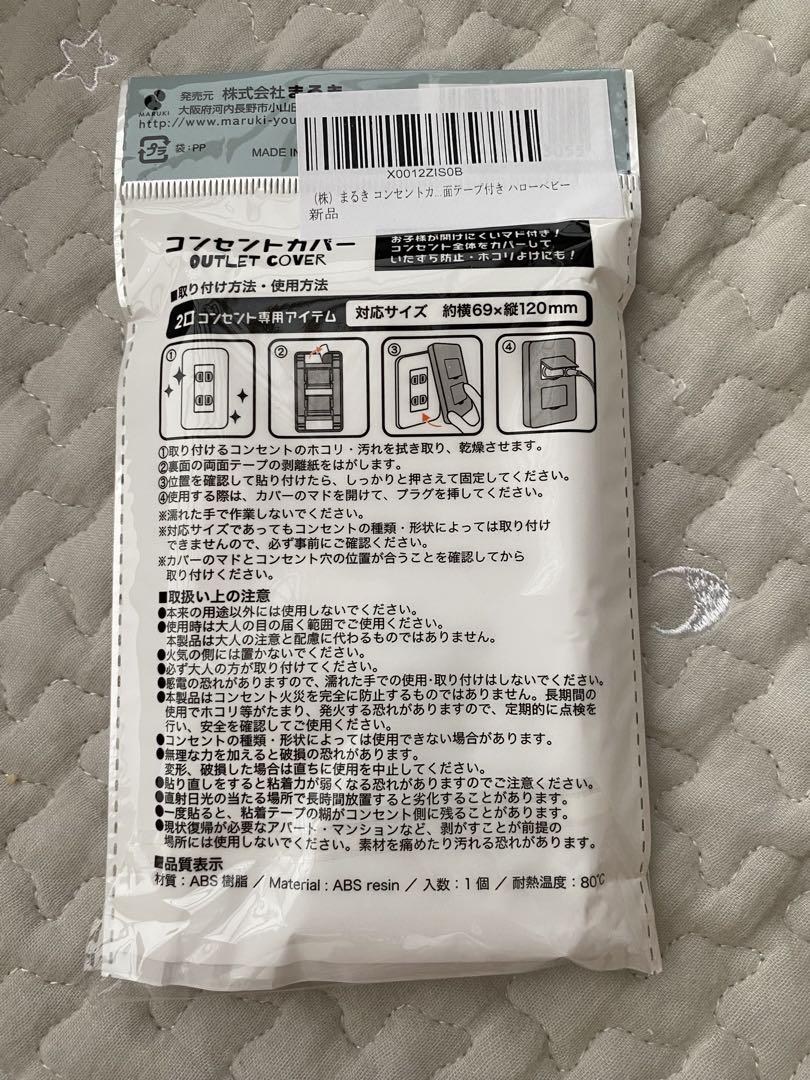 MARUKI
発売元 株式会社まるき
大阪府河内長野市小山田
http://www.maruki-you
プラ
袋:PP
MADE IN
X0012ZIS0B
(株) まるき コンセントカ...面テープ付き ハローベビー
新品
コンセントカバー
OUTLET COVER
お子様が開けにくいマド付き!
コンセント全体をカバーして、
いたずら防止・ホコリよけにも!
■取り付け方法・使用方法
2口コンセント専用アイテム 対応サイズ 約横69×縦120mm
① ② ③ ④
①取り付けるコンセントのホコリ・汚れを拭き取り、乾燥させます。
②裏面の両面テープの剥離紙をはがします。
③位置を確認して貼り付けたら、しっかりと押さえて固定してください。
④使用する際は、カバーのマドを開けて、プラグを挿してください。
※濡れた手で作業しないでください。
※対応サイズであってもコンセントの種類・形状によっては取り付け
できませんので、必ず事前にご確認ください。
※カバーのマドとコンセント穴の位置が合うことを確認してから
取り付けください。
■取扱い上の注意
●本来の用途以外には使用しないでください。
●使用時は大人の目の届く範囲でご使用ください。
本製品は大人の注意と配慮に代わるものではありません。
●火気の側には置かないでください。
●必ず大人の方が取り付けてください。
●感電の恐れがありますので、濡れた手での使用・取り付けはしないでください。
●本製品はコンセント火災を完全に防止するものではありません。長期間の
使用でホコリ等がたまり、発火する恐れがありますので、定期的に点検を
行い、安全を確認してご使用ください。
●コンセントの種類・形状によっては使用できない場合があります。
●無理な力を加えると破損の恐れがあります。
変形、破損した場合は直ちに使用を中止してください。
●貼り直しをすると粘着力が弱くなる恐れがありますのでご注意ください。
●直射日光の当たる場所で長時間放置すると劣化することがあります。
●一度貼ると、粘着テープの糊がコンセント側に残ることがあります。
●現状復帰が必要なアパート・マンションなど、剥がすことが前提の
場所には使用しないでください。素材を痛めたり汚れる恐れがあります。
■品質表示
材質:ABS樹脂 / Material : ABS resin / 入数:1個 / 耐熱温度:80℃